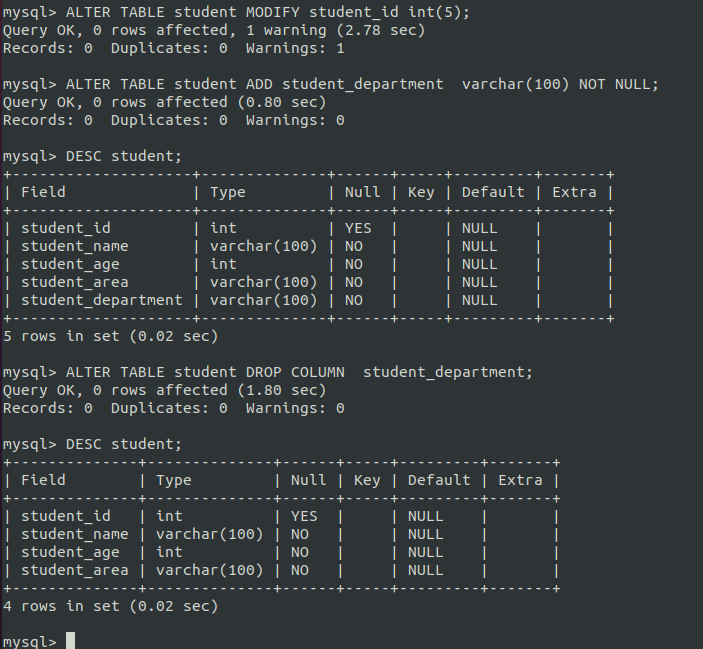 mysql> ALTER TABLE student MODIFY student_id int(5);
Query OK, 0 rows affected, 1 warning (2.78 sec)
Records: 0  Duplicates: 0  Warnings: 1

mysql> ALTER TABLE student ADD student_department  varchar(100) NOT NULL;
Query OK, 0 rows affected (0.80 sec)
Records: 0  Duplicates: 0  Warnings: 0

mysql> DESC student;
+--------------------+--------------+------+-----+---------+-------+
| Field              | Type         | Null | Key | Default | Extra |
+--------------------+--------------+------+-----+---------+-------+
| student_id         | int          | YES  |     | NULL    |       |
| student_name       | varchar(100) | NO   |     | NULL    |       |
| student_age        | int          | NO   |     | NULL    |       |
| student_area       | varchar(100) | NO   |     | NULL    |       |
| student_department | varchar(100) | NO   |     | NULL    |       |
+--------------------+--------------+------+-----+---------+-------+
5 rows in set (0.02 sec)

mysql> ALTER TABLE student DROP COLUMN  student_department;
Query OK, 0 rows affected (1.80 sec)
Records: 0  Duplicates: 0  Warnings: 0

mysql> DESC student;
+--------------+--------------+------+-----+---------+-------+
| Field        | Type         | Null | Key | Default | Extra |
+--------------+--------------+------+-----+---------+-------+
| student_id   | int          | YES  |     | NULL    |       |
| student_name | varchar(100) | NO   |     | NULL    |       |
| student_age  | int          | NO   |     | NULL    |       |
| student_area | varchar(100) | NO   |     | NULL    |       |
+--------------+--------------+------+-----+---------+-------+
4 rows in set (0.02 sec)

mysql>